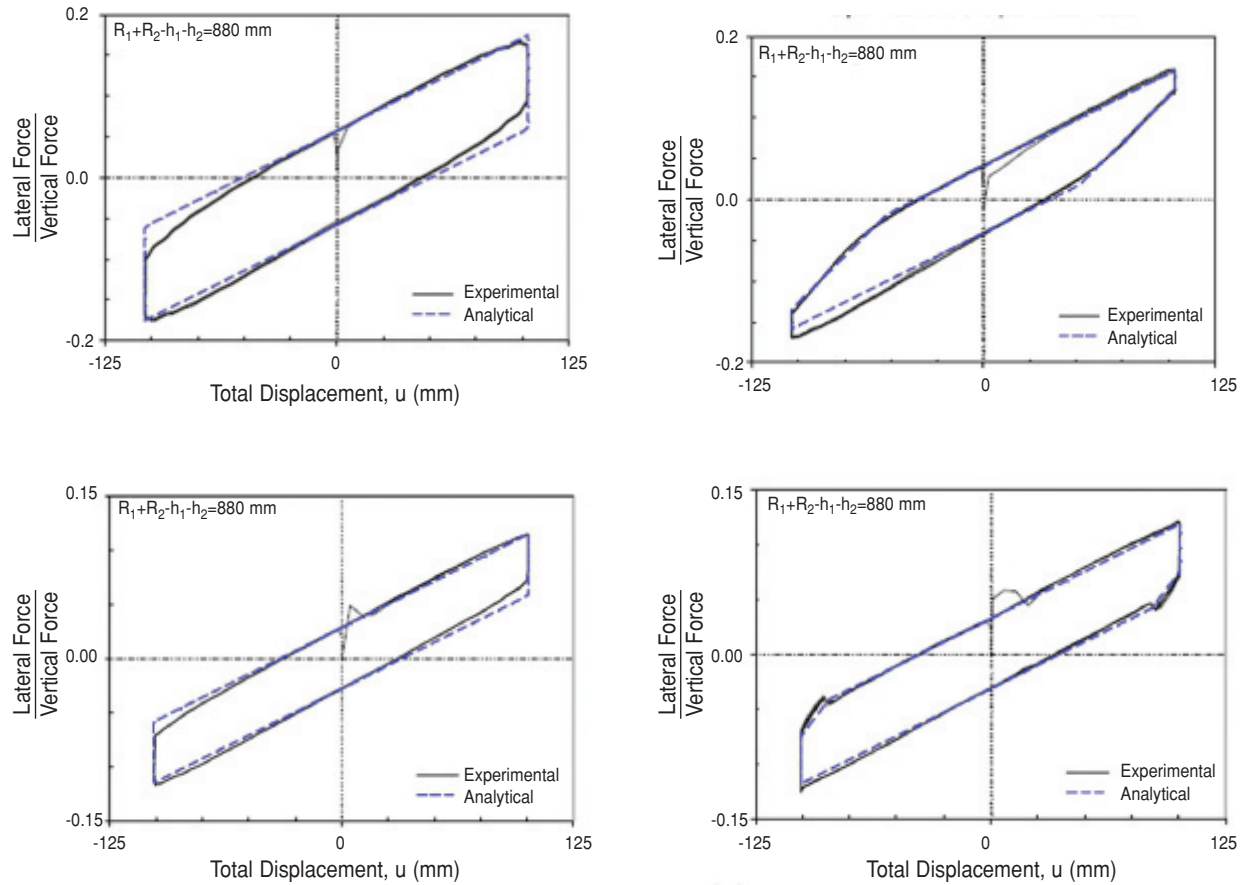 0.2
R₁+R₂-h₁-h₂=880 mm
0.0
-0.2
Lateral Force
Vertical Force
Experimental
Analytical
-125
0
125
Total Displacement, u (mm)
0.2
R₁+R₂-h₁-h₂=880 mm
0.0
-0.2
Lateral Force
Vertical Force
Experimental
Analytical
-125
0
125
0.15
R₁+R₂-h₁-h₂=880 mm
0.00
-0.15
Lateral Force
Vertical Force
Experimental
Analytical
-125
0
125
Total Displacement, u (mm)
0.15
R₁+R₂-h₁-h₂=880 mm
0.00
-0.15
Lateral Force
Vertical Force
Experimental
Analytical
-125
0
125
Total Displacement, u (mm)